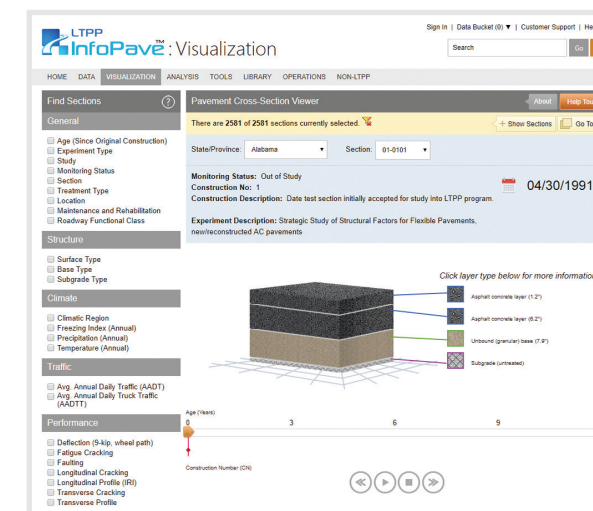 Sign In | Data Bucket (0) ▼ | Customer Support | He
LTPP
InfoPave™: Visualization
Search
Go
HOME DATA VISUALIZATION ANALYSIS TOOLS LIBRARY OPERATIONS NON-LTPP
Find Sections ?
General
Age (Since Original Construction)
Experiment Type
Study
Monitoring Status
Section
Treatment Type
Location
Maintenance and Rehabilitation
Roadway Functional Class
Structure
Surface Type
Base Type
Subgrade Type
Climate
Climatic Region
Freezing Index (Annual)
Precipitation (Annual)
Temperature (Annual)
Traffic
Avg. Annual Daily Traffic (AADT)
Avg. Annual Daily Truck Traffic
(AADTT)
Performance
Deflection (9-kip, wheel path)
Fatigue Cracking
Faulting
Longitudinal Cracking
Longitudinal Profile (IRI)
Transverse Cracking
Transverse Profile
Pavement Cross-Section Viewer
About
Help Tou
There are 2581 of 2581 sections currently selected.
+ Show Sections
Go To
State/Province: Alabama Section: 01-0101
Monitoring Status: Out of Study
Construction No: 1
Construction Description: Date test section initially accepted for study into LTPP program.
04/30/1991
Experiment Description: Strategic Study of Structural Factors for Flexible Pavements,
new/reconstructed AC pavements
Click layer type below for more information
Asphalt concrete layer (1.2")
Asphalt concrete layer (6.2")
Unbound (granular) base (7.9")
Subgrade (untreated)
Age (Years)
0 3 6 9
Construction Number (CN)